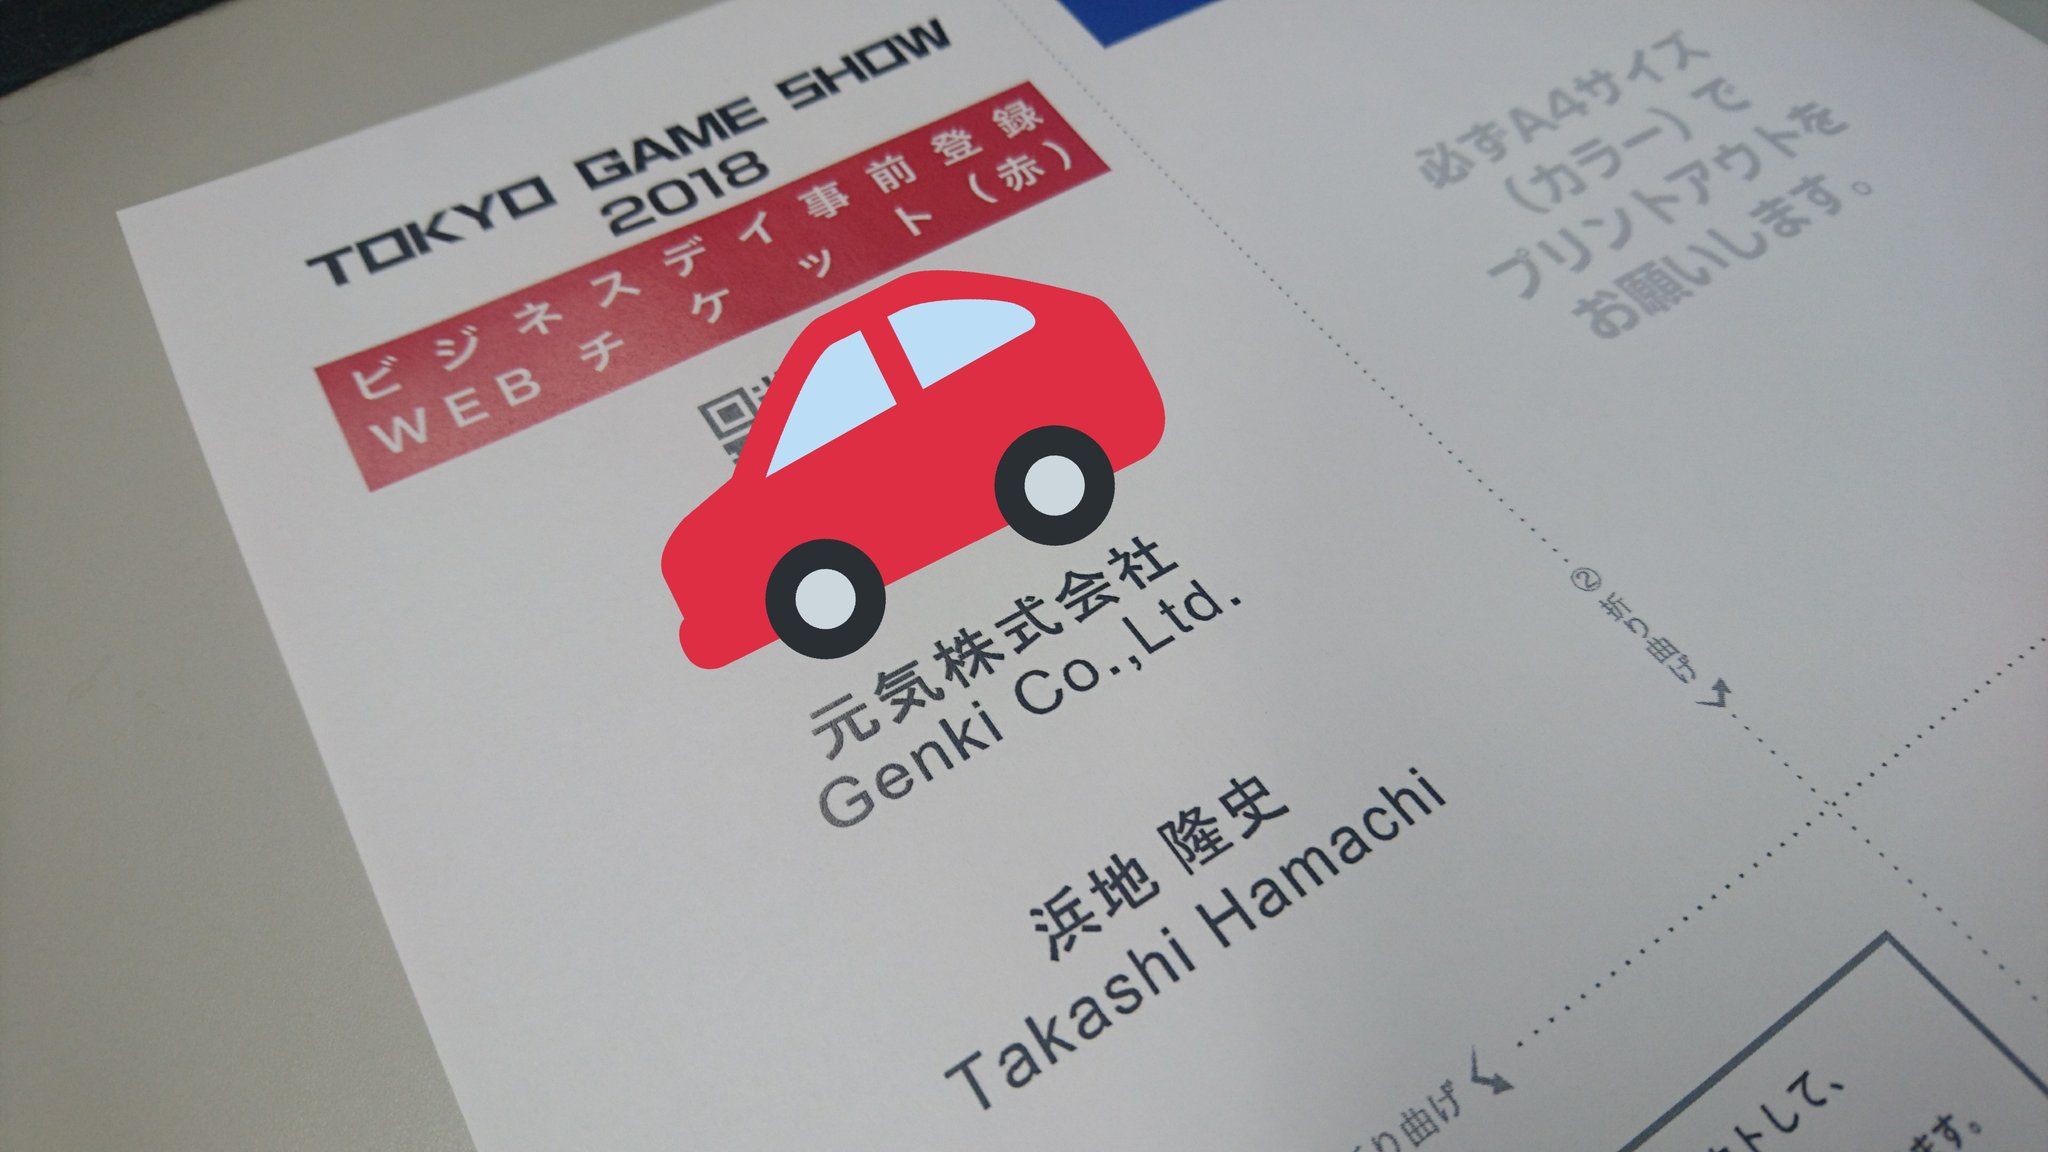 TOKYO GAME SHOW
2018
ビジネスデイ事前登録
WEBチケット(赤)
元気株式会社
Genki Co.,Ltd.
浜地 隆史
Takashi Hamachi
必ずA4サイズ
(カラー)で
プリントアウトを
お願いします。
②折り曲げ
り曲げ
トして、
ます。